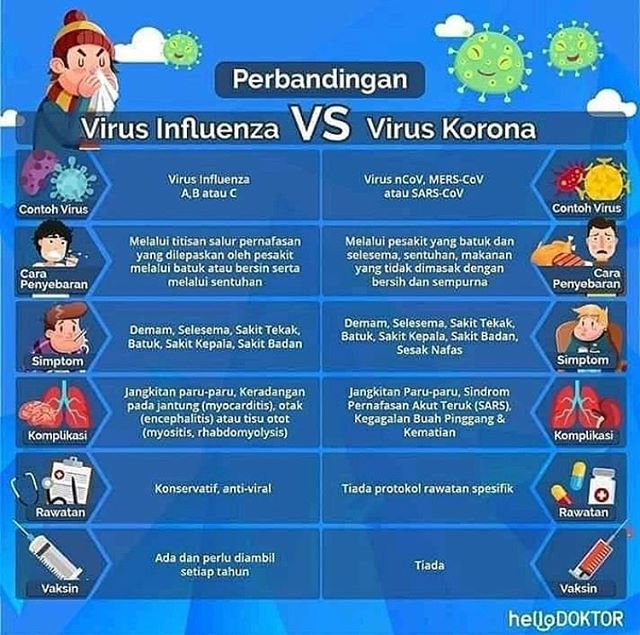 Perbandingan
Virus Influenza VS Virus Korona
Contoh Virus
Virus Influenza
A,B atau C
Virus nCoV, MERS-CoV
atau SARS-CoV
Contoh Virus
Cara
Penyebaran
Melalui titisan salur pernafasan
yang dilepaskan oleh pesakit
melalui batuk atau bersin serta
melalui sentuhan
Melalui pesakit yang batuk dan
selesema, sentuhan, makanan
yang tidak dimasak dengan
bersih dan sempurna
Cara
Penyebaran
Simptom
Demam, Selesema, Sakit Tekak,
Batuk, Sakit Kepala, Sakit Badan
Demam, Selesema, Sakit Tekak,
Batuk, Sakit Kepala, Sakit Badan,
Sesak Nafas
Simptom
Komplikasi
Jangkitan paru-paru, Keradangan
pada jantung (myocarditis), otak
(encephalitis) atau tisu otot
(myositis, rhabdomyolysis)
Jangkitan Paru-paru, Sindrom
Pernafasan Akut Teruk (SARS),
Kegagalan Buah Pinggang &
Kematian
Komplikasi
Rawatan
Konservatif, anti-viral
Tiada protokol rawatan spesifik
Rawatan
Vaksin
Ada dan perlu diambil
setiap tahun
Tiada
Vaksin
helloDOKTOR